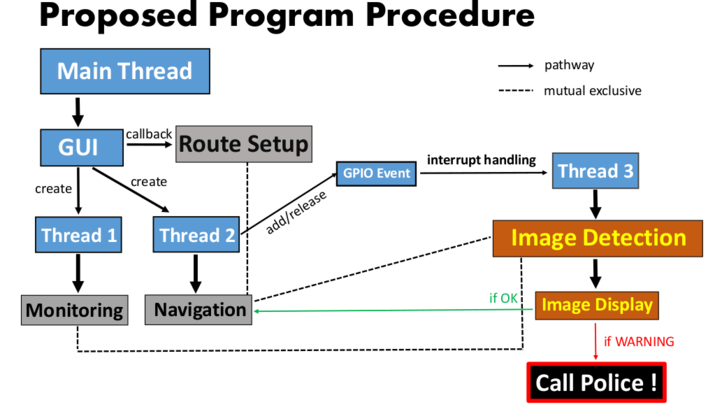 Proposed Program Procedure
Main Thread
pathway
mutual exclusive
GUI
callback
Route Setup
interrupt handling
GPIO Event
Thread 3
create
create
add/release
Thread 1
Thread 2
Image Detection
Monitoring
Navigation
if OK
Image Display
if WARNING
Call Police !